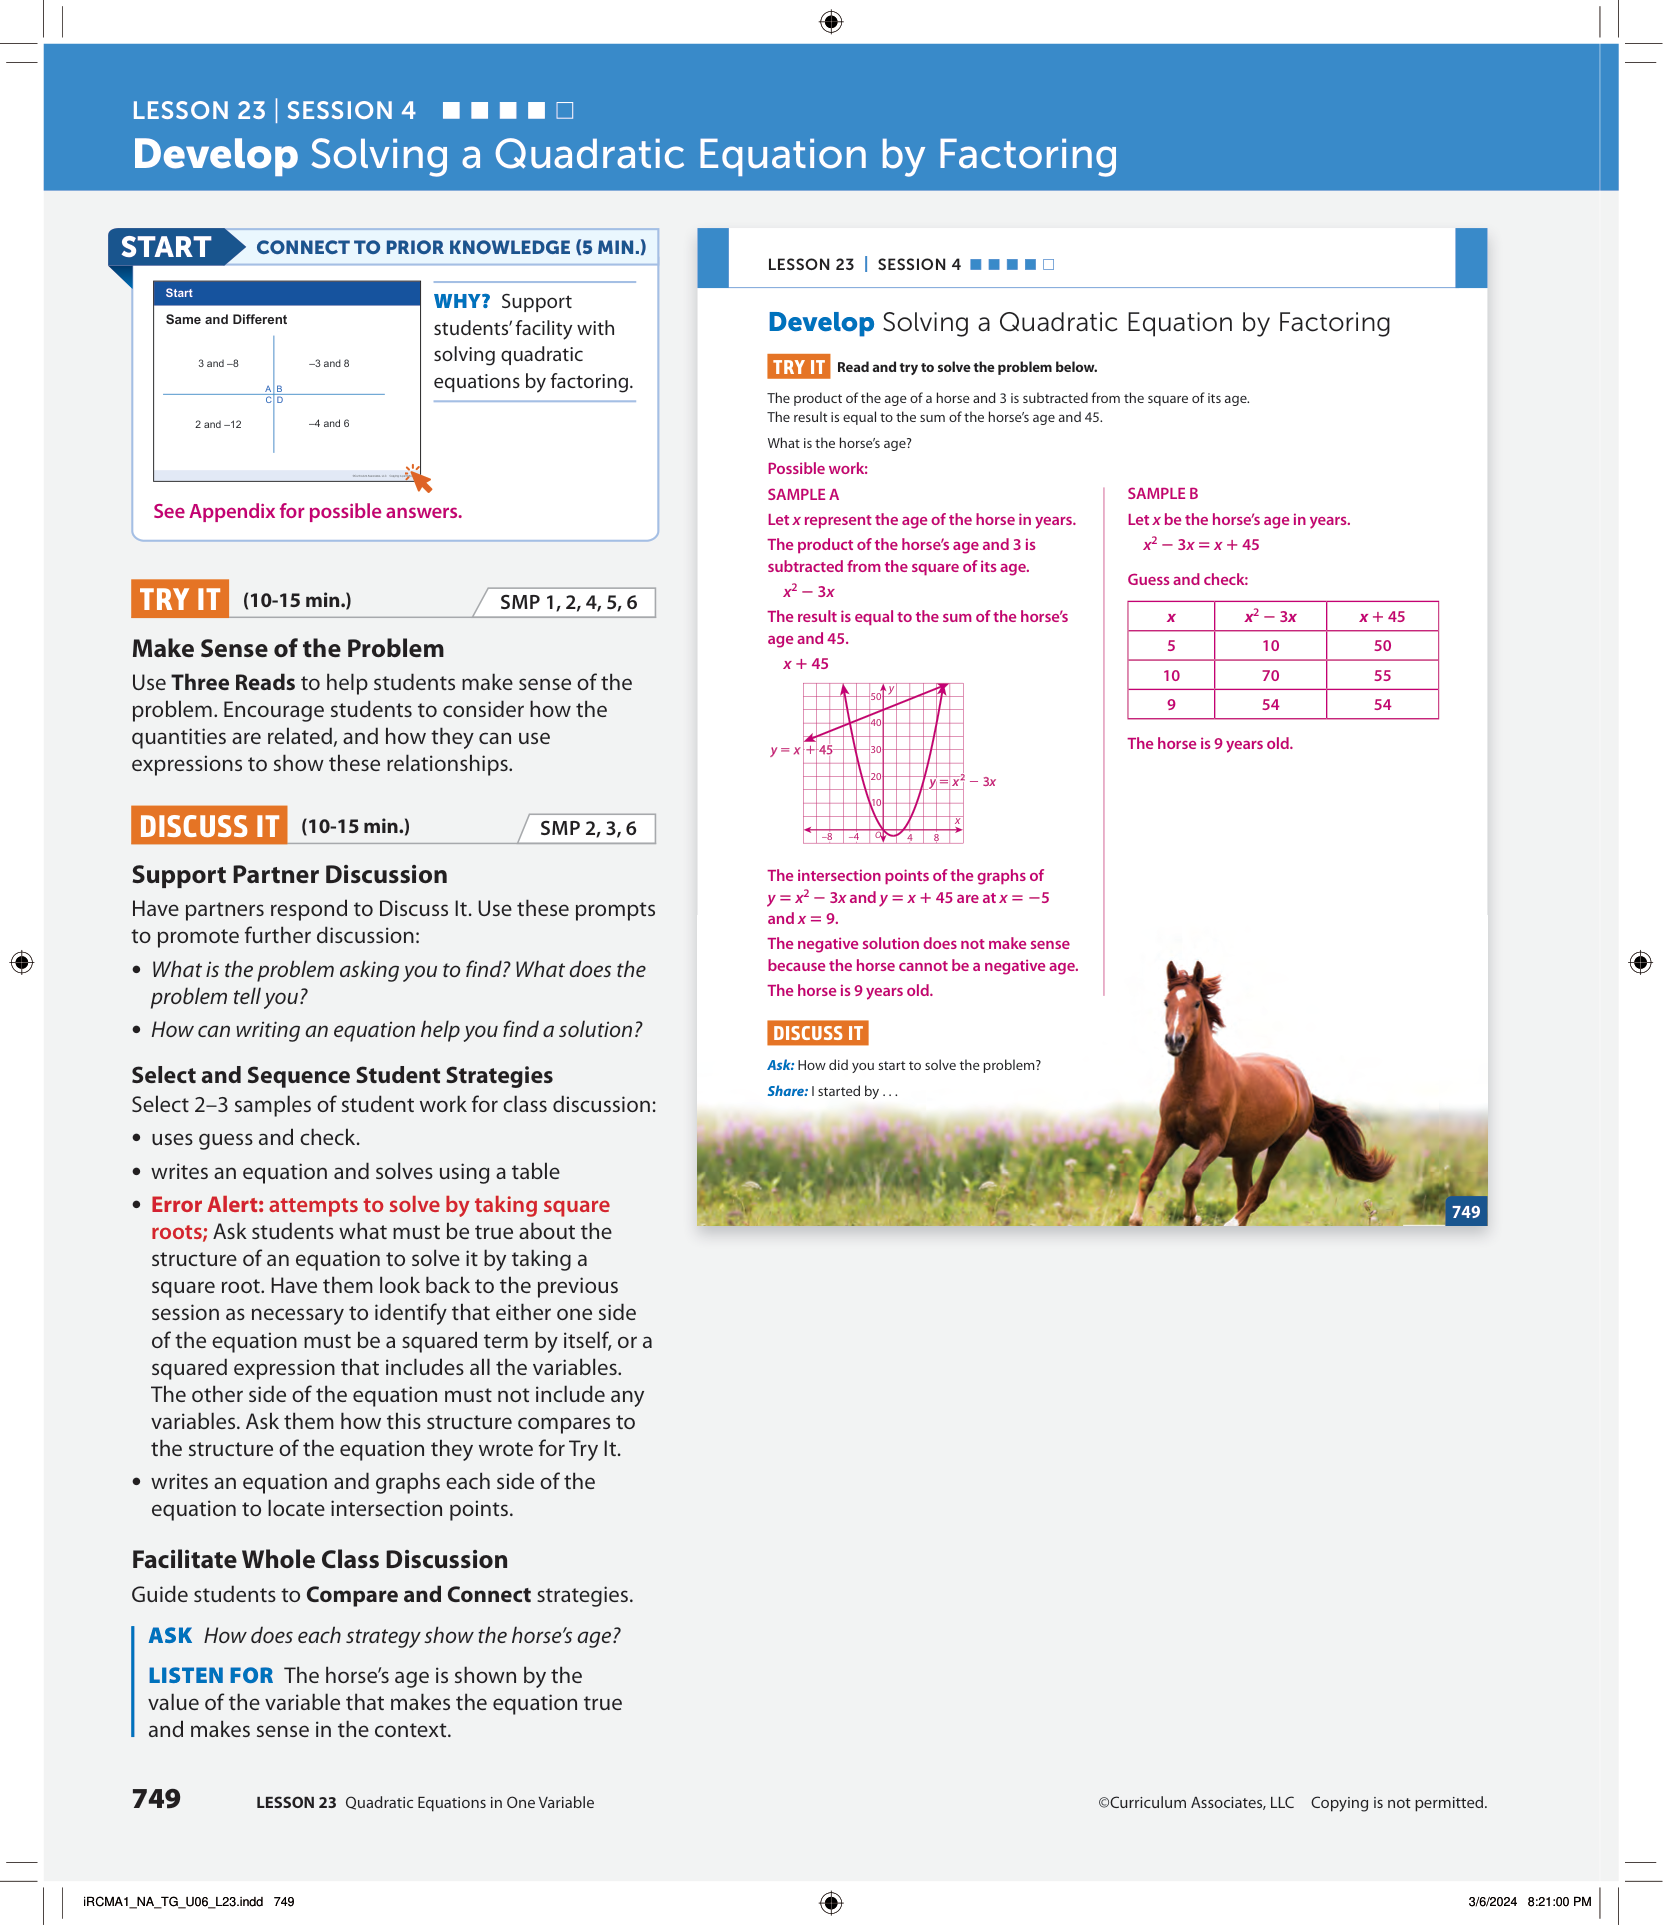 LESSON 23 | SESSION 4
Develop Solving a Quadratic Equation by Factoring
START
CONNECT TO PRIOR KNOWLEDGE (5 MIN.)
Start
Same and Different
3 and –8
–3 and 8
A B
C D
2 and –12
–4 and 6
WHY? Support
students’ facility with
solving quadratic
equations by factoring.
See Appendix for possible answers.
TRY IT (10-15 min.)
SMP 1, 2, 4, 5, 6
Make Sense of the Problem
Use Three Reads to help students make sense of the
problem. Encourage students to consider how the
quantities are related, and how they can use
expressions to show these relationships.
DISCUSS IT (10-15 min.)
SMP 2, 3, 6
Support Partner Discussion
Have partners respond to Discuss It. Use these prompts
to promote further discussion:
• What is the problem asking you to find? What does the
problem tell you?
• How can writing an equation help you find a solution?
Select and Sequence Student Strategies
Select 2–3 samples of student work for class discussion:
• uses guess and check.
• writes an equation and solves using a table
• Error Alert: attempts to solve by taking square
roots; Ask students what must be true about the
structure of an equation to solve it by taking a
square root. Have them look back to the previous
session as necessary to identify that either one side
of the equation must be a squared term by itself, or a
squared expression that includes all the variables.
The other side of the equation must not include any
variables. Ask them how this structure compares to
the structure of the equation they wrote for Try It.
• writes an equation and graphs each side of the
equation to locate intersection points.
Facilitate Whole Class Discussion
Guide students to Compare and Connect strategies.
ASK How does each strategy show the horse’s age?
LISTEN FOR The horse’s age is shown by the
value of the variable that makes the equation true
and makes sense in the context.
LESSON 23 | SESSION 4
Develop Solving a Quadratic Equation by Factoring
TRY IT Read and try to solve the problem below.
The product of the age of a horse and 3 is subtracted from the square of its age.
The result is equal to the sum of the horse’s age and 45.
What is the horse’s age?
Possible work:
SAMPLE A
Let x represent the age of the horse in years.
The product of the horse’s age and 3 is
subtracted from the square of its age.
x² − 3x
The result is equal to the sum of the horse’s
age and 45.
x + 45
y
50
40
y = x + 45
30
20
y = x² − 3x
10
x
–8 –4 O 4 8
The intersection points of the graphs of
y = x² − 3x and y = x + 45 are at x = −5
and x = 9.
The negative solution does not make sense
because the horse cannot be a negative age.
The horse is 9 years old.
SAMPLE B
Let x be the horse’s age in years.
x² − 3x = x + 45
Guess and check:
x x² − 3x x + 45
5 10 50
10 70 55
9 54 54
The horse is 9 years old.
DISCUSS IT
Ask: How did you start to solve the problem?
Share: I started by . . .
749
749
LESSON 23 Quadratic Equations in One Variable
©Curriculum Associates, LLC Copying is not permitted.
iRCMA1_NA_TG_U06_L23.indd 749
3/6/2024 8:21:00 PM